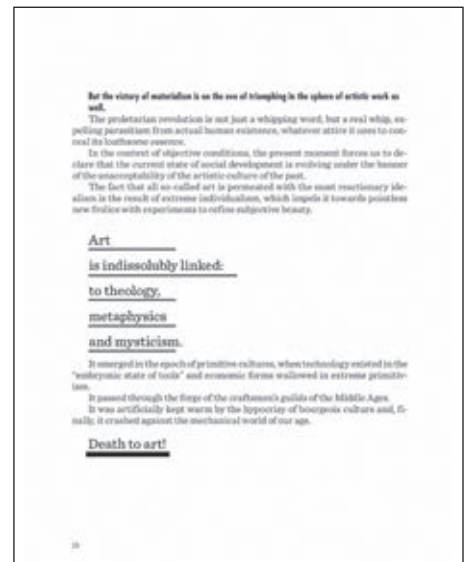 But the victory of materialism is on the eve of triumphing in the sphere of artistic work as
well.
The proletarian revolution is not just a whipping word, but a real whip, ex-
pelling parasitism from actual human existence, whatever attire it uses to con-
ceal its loathsome essence.
In the context of objective conditions, the present moment forces us to de-
clare that the current state of social development is evolving under the banner
of the unacceptability of the artistic culture of the past.
The fact that all so-called art is permeated with the most reactionary ide-
alism is the result of extreme individualism, which impels it towards pointless
new frolics with experiments to refine subjective beauty.
Art
is indissolubly linked:
to theology,
metaphysics
and mysticism.
It emerged in the epoch of primitive cultures, when technology existed in the
"embryonic state of tools" and economic forms wallowed in extreme primitiv-
ism.
It passed through the forge of the craftsmen's guilds of the Middle Ages.
It was artificially kept warm by the hypocrisy of bourgeois culture and, fi-
nally, it crashed against the mechanical world of our age.
Death to art!